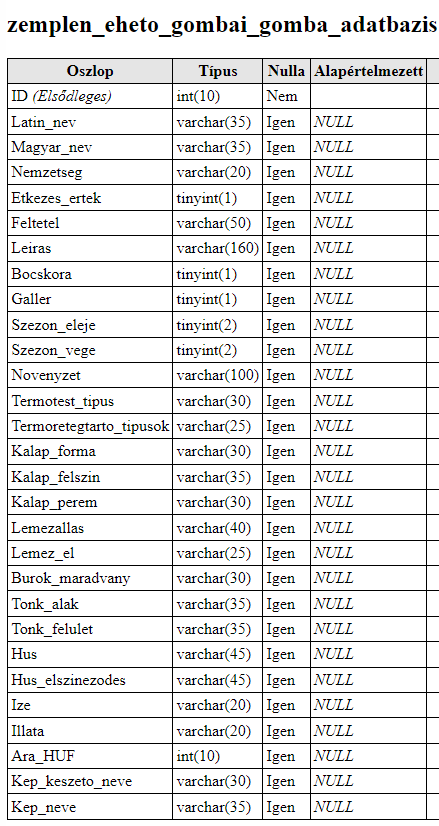 zemplen_eheto_gombai_gomba_adatbazis
Oszlop Típus Nulla Alapértelmezett
ID (Elsődleges) int(10) Nem
Latin_nev varchar(35) Igen NULL
Magyar_nev varchar(35) Igen NULL
Nemzetseg varchar(20) Igen NULL
Etkezes_ertek tinyint(1) Igen NULL
Feltetel varchar(50) Igen NULL
Leiras varchar(160) Igen NULL
Bocskora tinyint(1) Igen NULL
Galler tinyint(1) Igen NULL
Szezon_eleje tinyint(2) Igen NULL
Szezon_vege tinyint(2) Igen NULL
Novenyzet varchar(100) Igen NULL
Termotest_tipus varchar(30) Igen NULL
Termoretegtarto_tipusok varchar(25) Igen NULL
Kalap_forma varchar(30) Igen NULL
Kalap_felszin varchar(35) Igen NULL
Kalap_perem varchar(30) Igen NULL
Lemezallas varchar(40) Igen NULL
Lemez_el varchar(25) Igen NULL
Burok_maradvany varchar(30) Igen NULL
Tonk_alak varchar(35) Igen NULL
Tonk_felulet varchar(35) Igen NULL
Hus varchar(45) Igen NULL
Hus_elszinezodes varchar(45) Igen NULL
Ize varchar(20) Igen NULL
Illata varchar(20) Igen NULL
Ara_HUF int(10) Igen NULL
Kep_keszeto_neve varchar(30) Igen NULL
Kep_neve varchar(35) Igen NULL